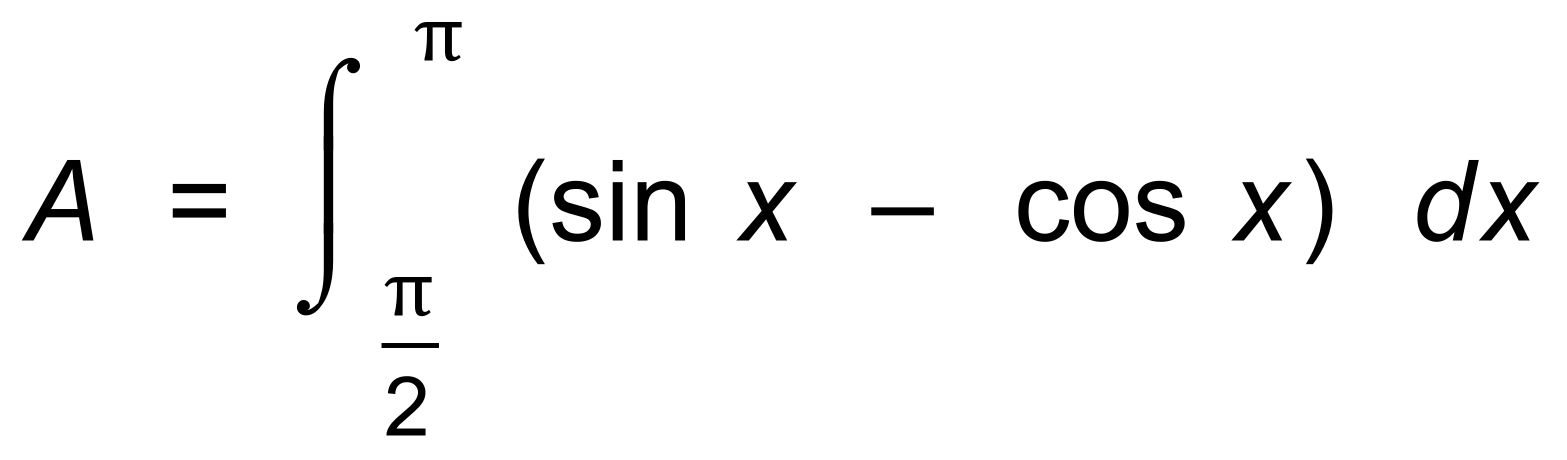 A = ∫_{π/2}^{π} (sin x – cos x) dx